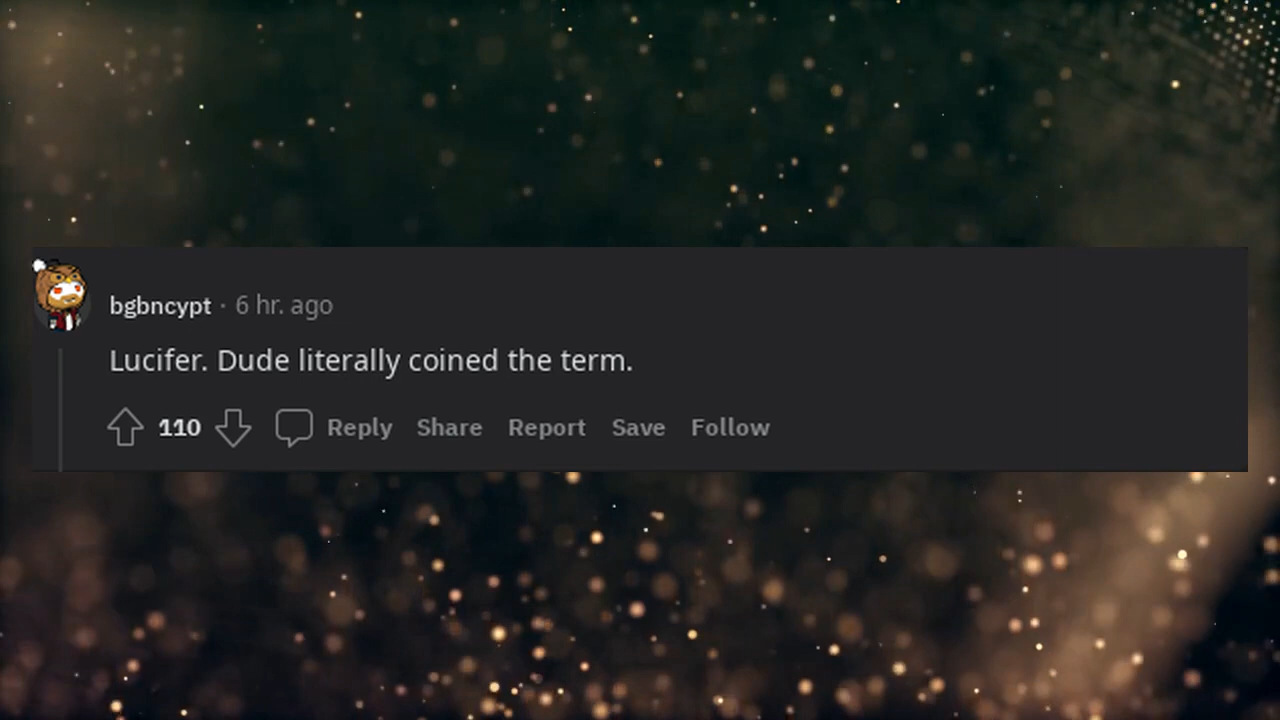 bgbncypt · 6 hr. ago
Lucifer. Dude literally coined the term.
110 Reply Share Report Save Follow